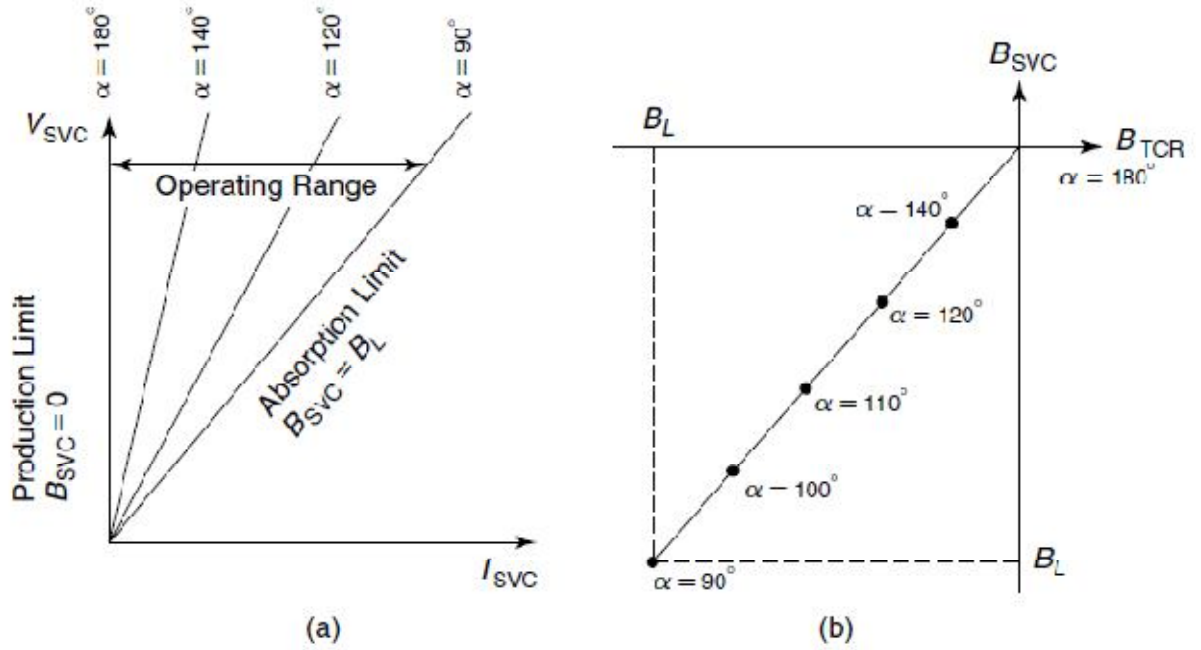 α = 180°
α = 140°
α = 120°
α = 90°
V_SVC
Operating Range
Production Limit
B_SVC = 0
Absorption Limit
B_SVC = B_L
I_SVC
(a)
B_SVC
B_L
B_TCR
α = 180°
α – 140°
α = 120°
α = 110°
α – 100°
α = 90°
B_L
(b)